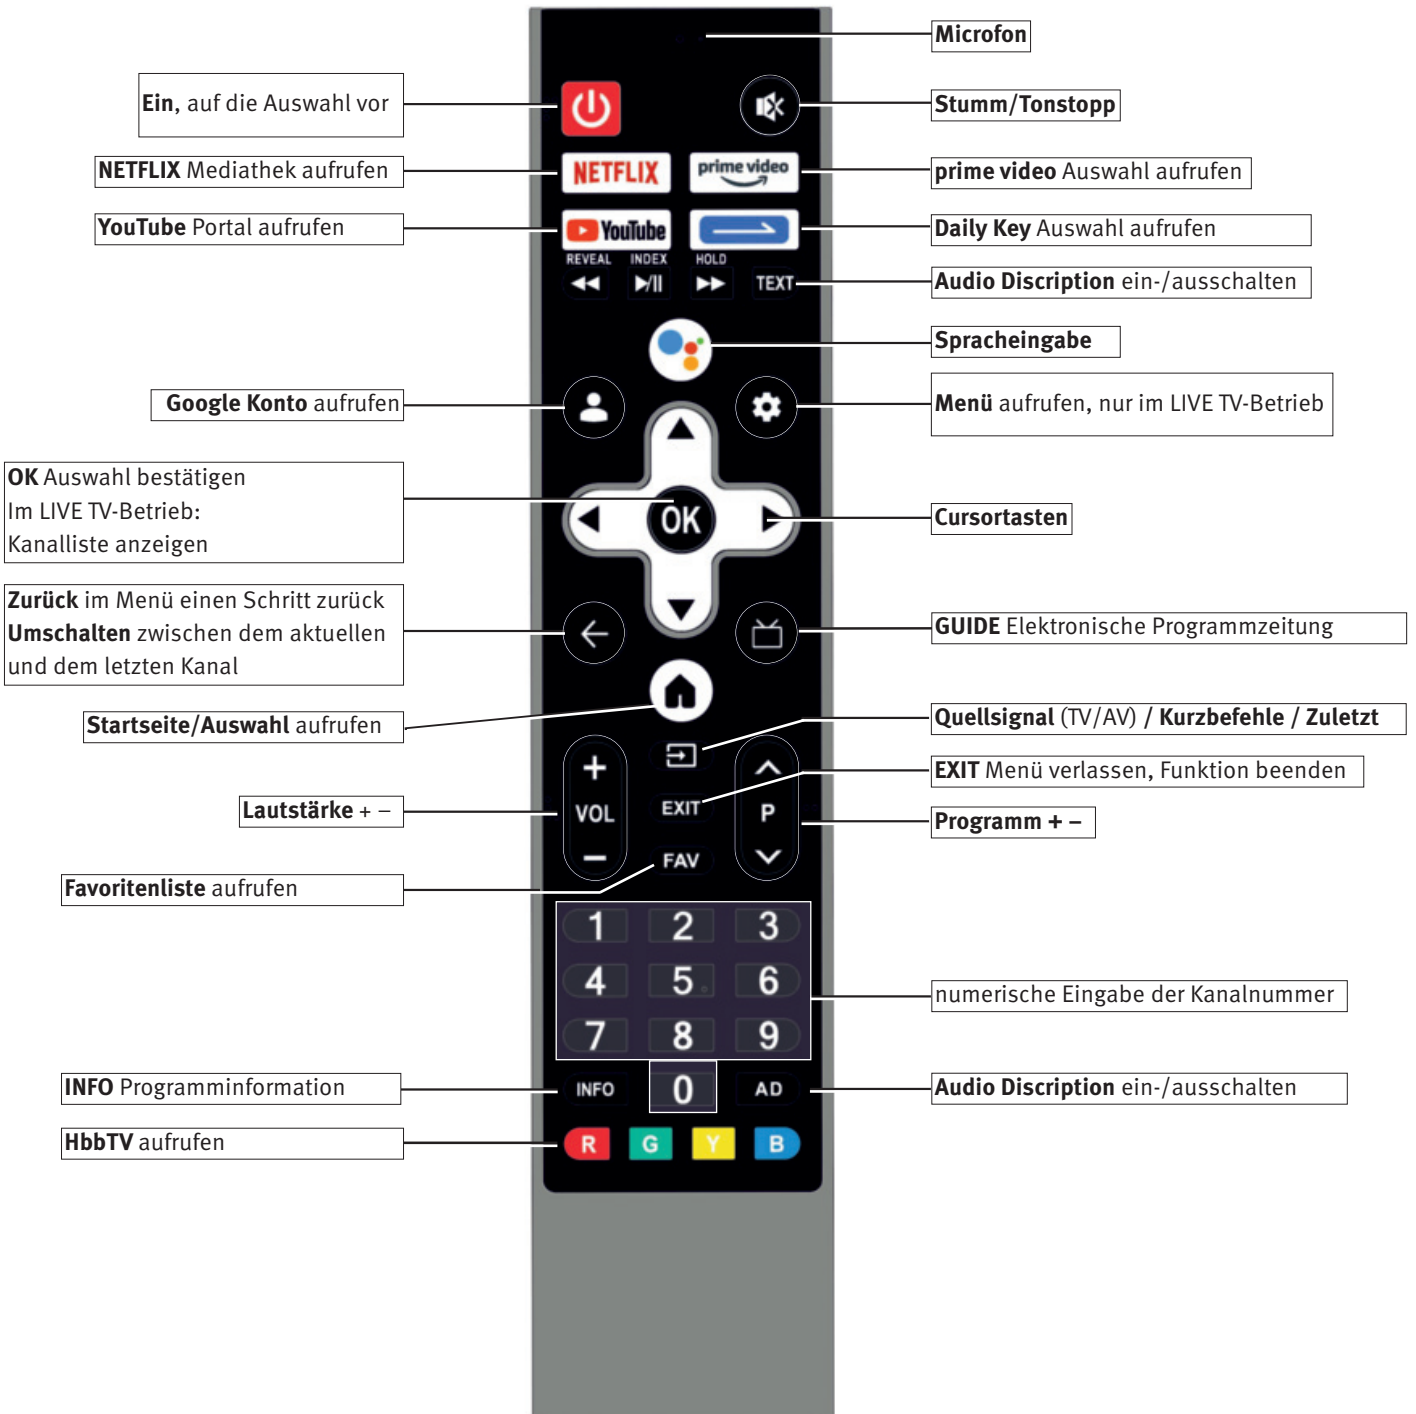 Microfon
Ein, auf die Auswahl vor
Stumm/Tonstopp
NETFLIX Mediathek aufrufen
NETFLIX
prime video
prime video Auswahl aufrufen
YouTube Portal aufrufen
YouTube
Daily Key Auswahl aufrufen
REVEAL INDEX HOLD
TEXT
Audio Discription ein-/ausschalten
Spracheingabe
Google Konto aufrufen
Menü aufrufen, nur im LIVE TV-Betrieb
OK Auswahl bestätigen
Im LIVE TV-Betrieb:
Kanalliste anzeigen
OK
Cursortasten
Zurück im Menü einen Schritt zurück
Umschalten zwischen dem aktuellen
und dem letzten Kanal
GUIDE Elektronische Programmzeitung
Startseite/Auswahl aufrufen
Quellsignal (TV/AV) / Kurzbefehle / Zuletzt
EXIT Menü verlassen, Funktion beenden
Lautstärke + –
+
VOL
–
EXIT
P
Programm + –
FAV
Favoritenliste aufrufen
1 2 3
4 5 6
7 8 9
numerische Eingabe der Kanalnummer
INFO Programminformation
INFO 0 AD
Audio Discription ein-/ausschalten
HbbTV aufrufen
R G Y B